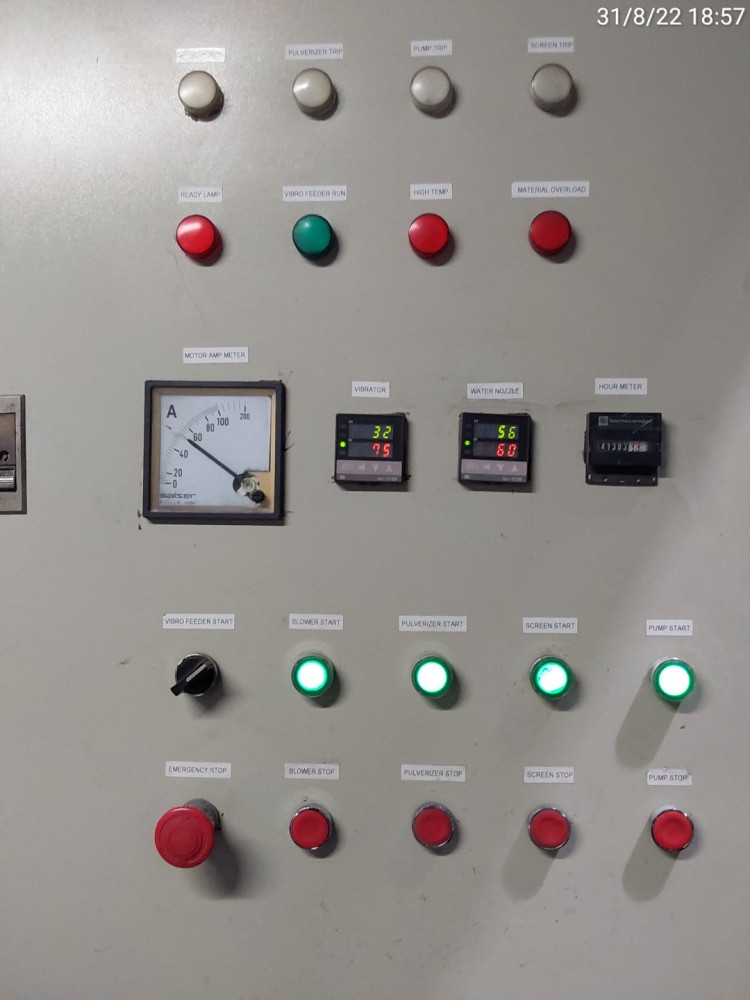 31/8/22 18:57
PULVERIZER TRIP
PUMP TRIP
SCREEN TRIP
READY LAMP
VIBRO FEEDER RUN
HIGH TEMP
MATERIAL OVERLOAD
MOTOR AMP METER
VIBRATOR
WATER NOZZLE
HOUR METER
A
0
20
40
60
80
100
200
salzer
32
75
56
60
VIBRO FEEDER START
BLOWER START
PULVERIZER START
SCREEN START
PUMP START
EMERGENCY STOP
BLOWER STOP
PULVERIZER STOP
SCREEN STOP
PUMP STOP